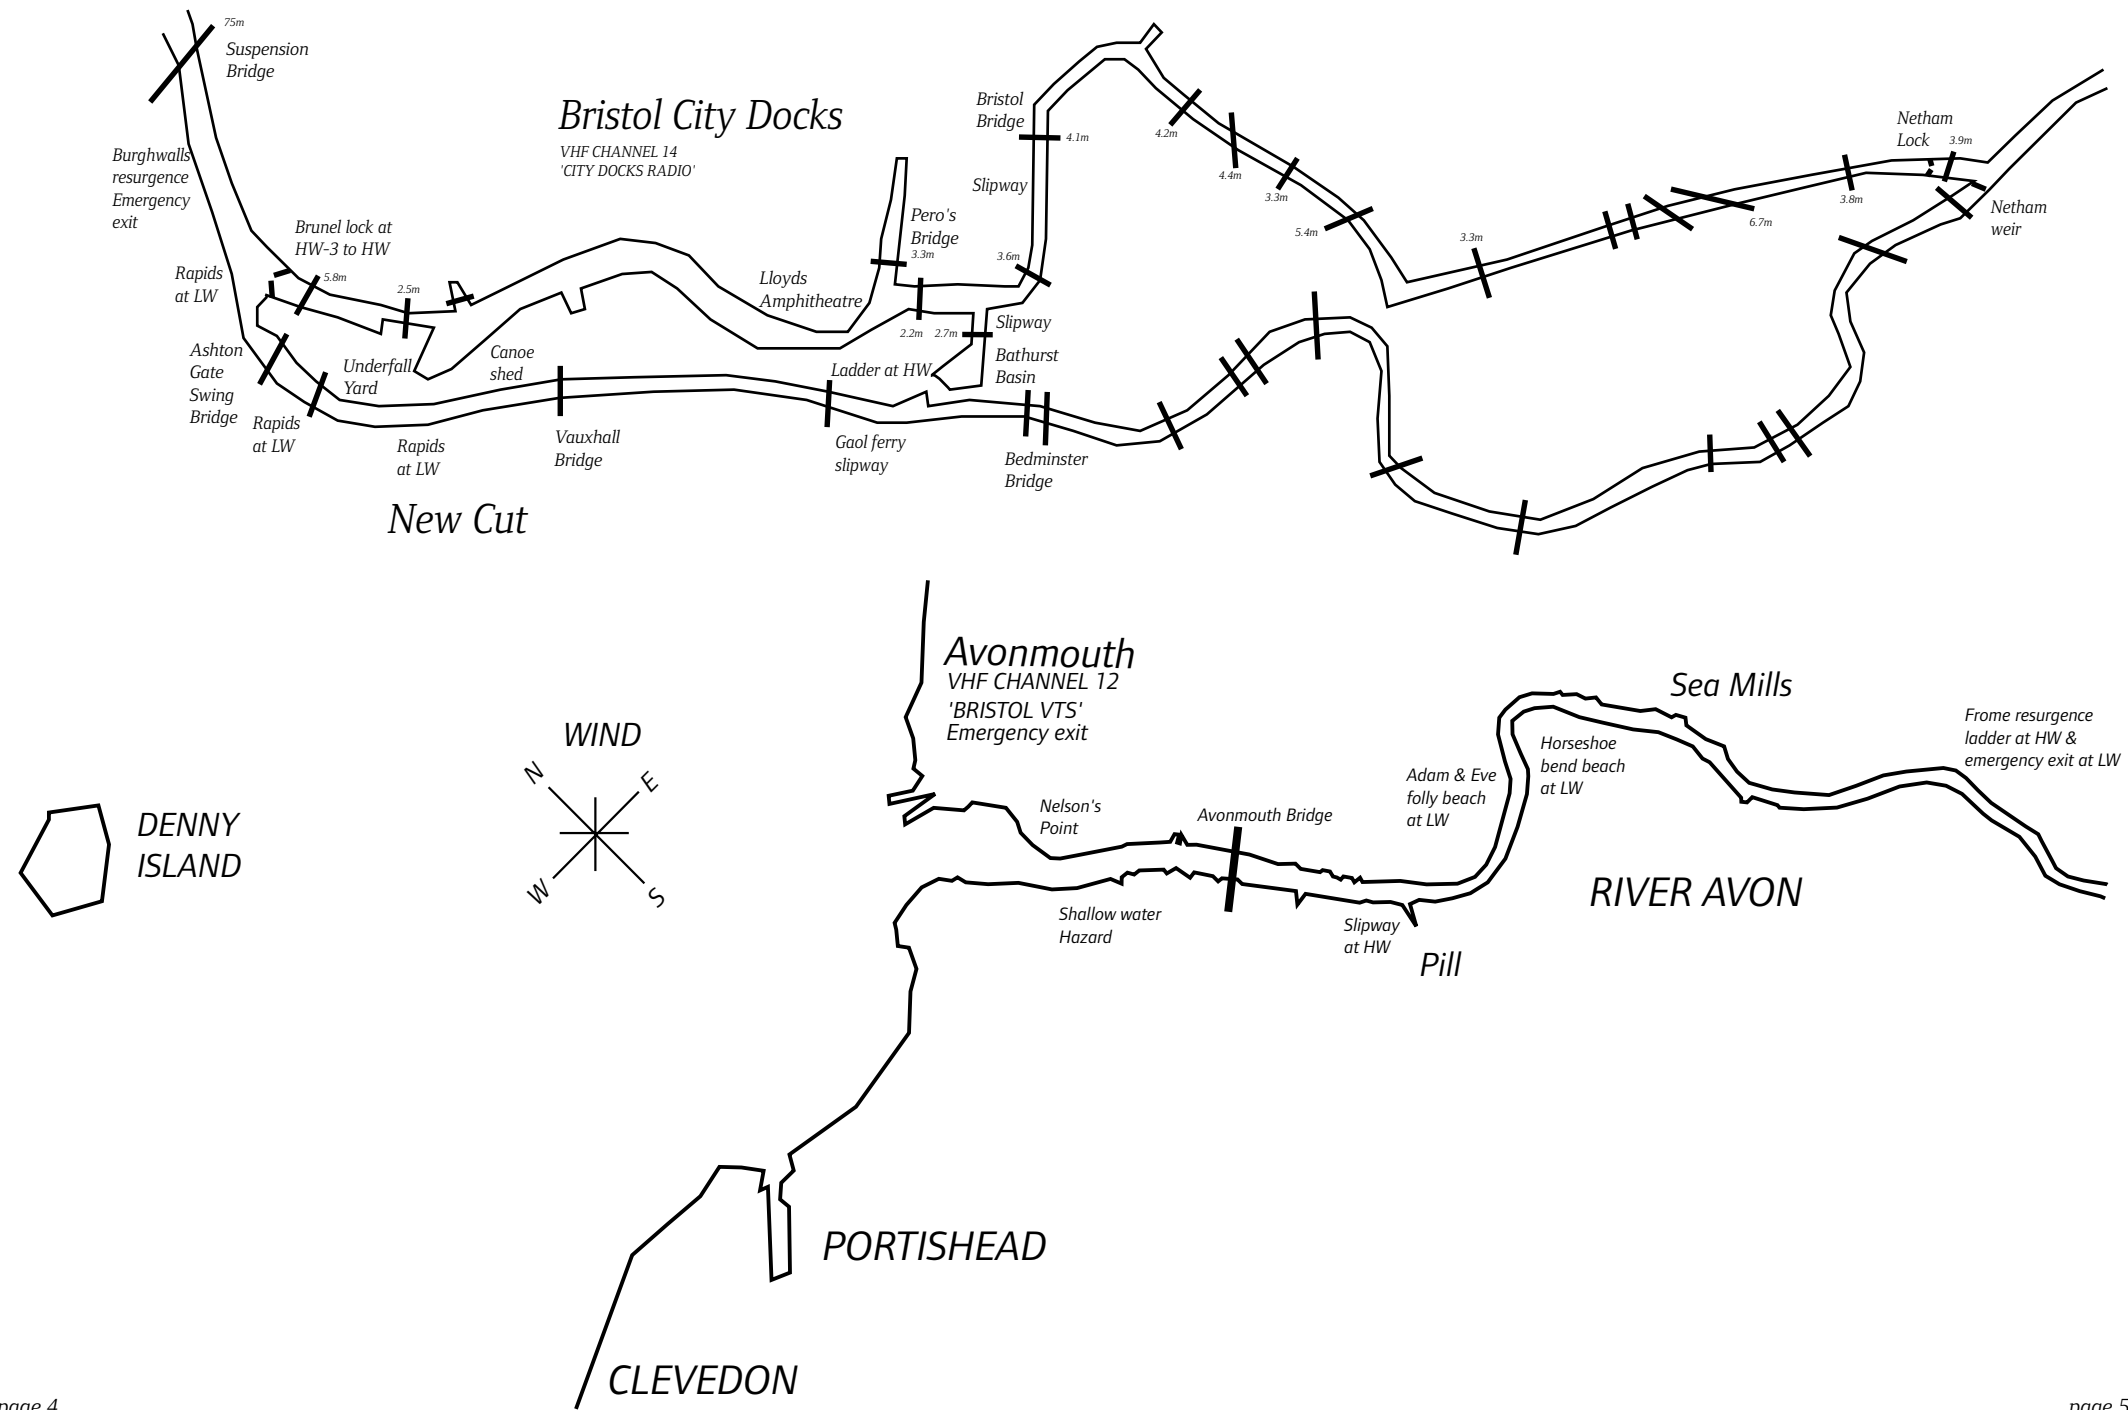 75m
Suspension
Bridge
Bristol City Docks
VHF CHANNEL 14
'CITY DOCKS RADIO'
Burghwalls
resurgence
Emergency
exit
Brunel lock at
HW-3 to HW
Rapids
at LW
5.8m
2.5m
Lloyds
Amphitheatre
Pero's
Bridge
3.3m
Bristol
Bridge
4.1m
Slipway
3.6m
4.2m
4.4m
3.3m
5.4m
3.3m
6.7m
3.8m
Netham
Lock
3.9m
Netham
weir
2.2m
2.7m
Slipway
Bathurst
Basin
Ashton
Gate
Swing
Bridge
Underfall
Yard
Canoe
shed
Ladder at HW
Rapids
at LW
Rapids
at LW
Vauxhall
Bridge
Gaol ferry
slipway
Bedminster
Bridge
New Cut
Avonmouth
VHF CHANNEL 12
'BRISTOL VTS'
Emergency exit
WIND
N
E
W
S
DENNY
ISLAND
Nelson's
Point
Avonmouth Bridge
Adam & Eve
folly beach
at LW
Horseshoe
bend beach
at LW
Sea Mills
Frome resurgence
ladder at HW &
emergency exit at LW
Shallow water
Hazard
Slipway
at HW
Pill
RIVER AVON
PORTISHEAD
CLEVEDON
page 4
page 5